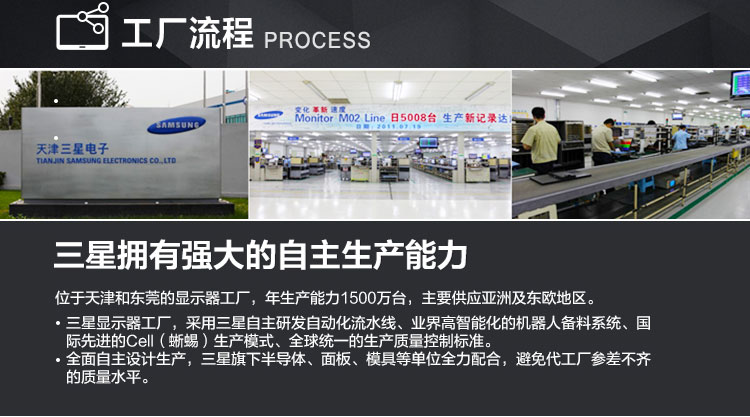 工厂流程 PROCESS
SAMSUNG
天津三星电子
TIANJIN SAMSUNG ELECTRONICS CO.,LTD.
变化 革新 速度
Monitor M02 Line 日5008台 生产新记录达
日期:2011.07.15
三星拥有强大的自主生产能力
位于天津和东莞的显示器工厂，年生产能力1500万台，主要供应亚洲及东欧地区。
• 三星显示器工厂，采用三星自主研发自动化流水线、业界高智能化的机器人备料系统、国
际先进的Cell（蜥蜴）生产模式、全球统一的生产质量控制标准。
• 全面自主设计生产，三星旗下半导体、面板、模具等单位全力配合，避免代工厂参差不齐
的质量水平。